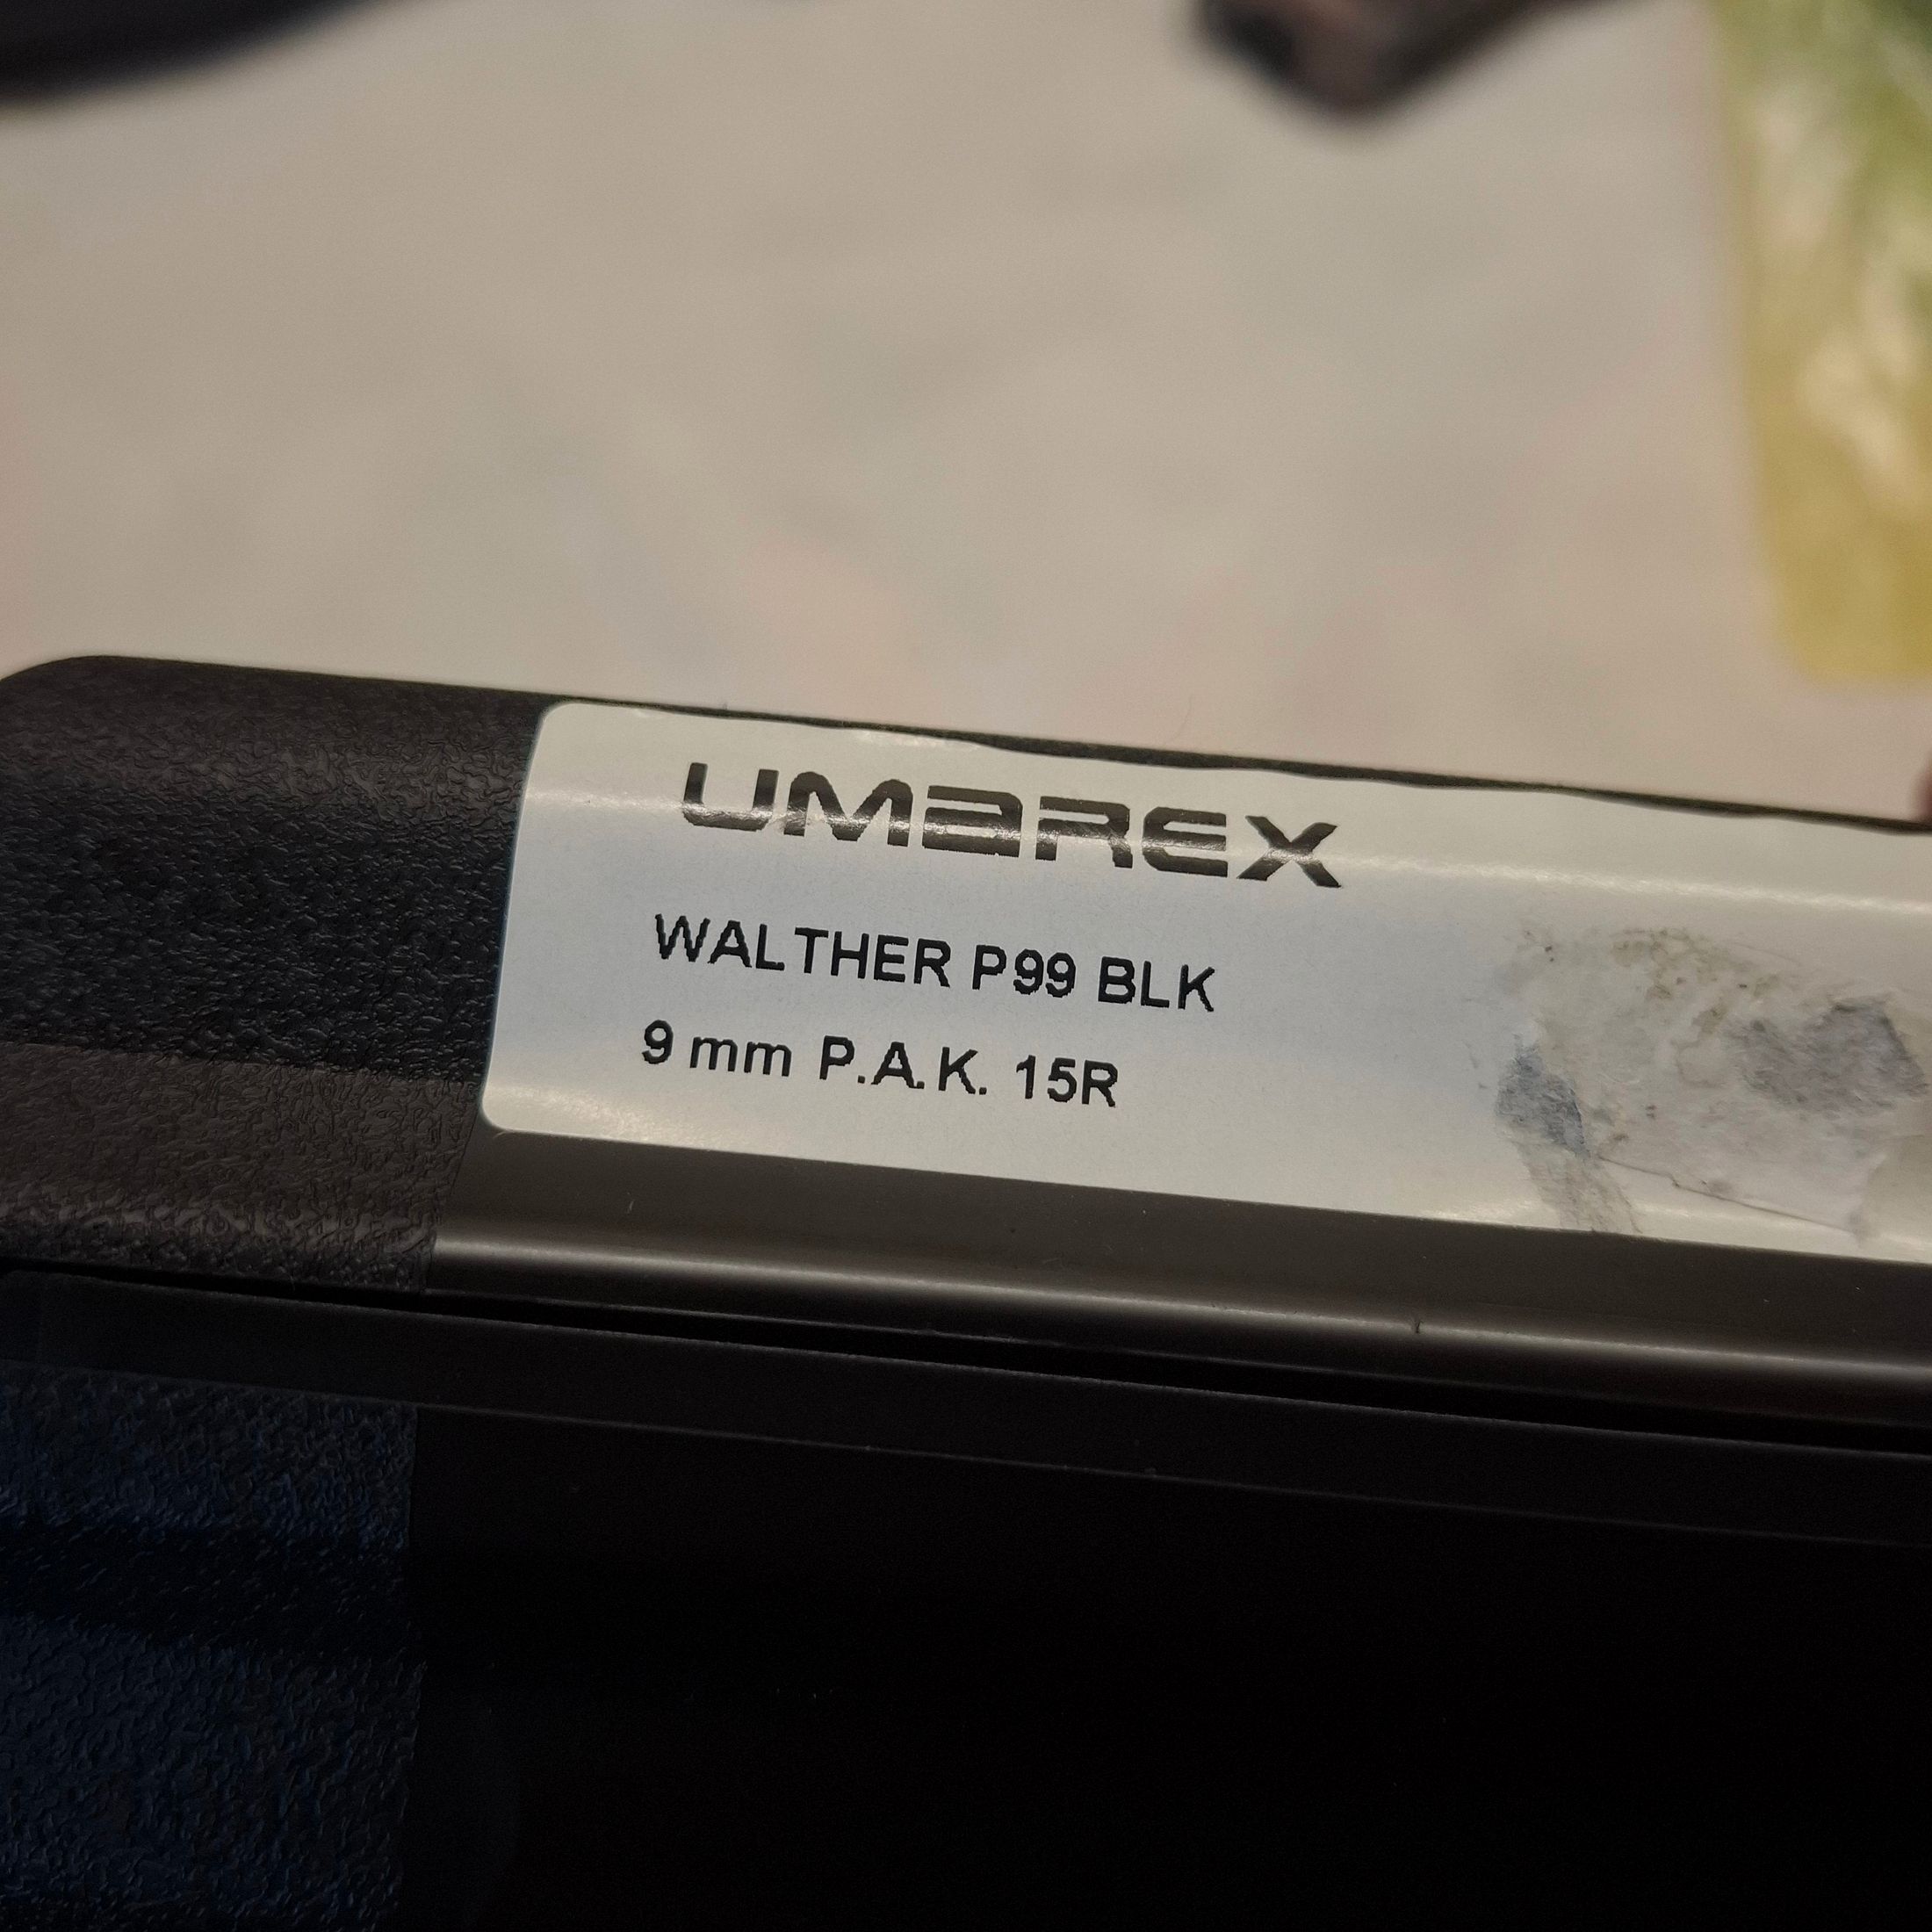 UMAREX
WALTHER P99 BLK
9 mm P.A.K. 15R